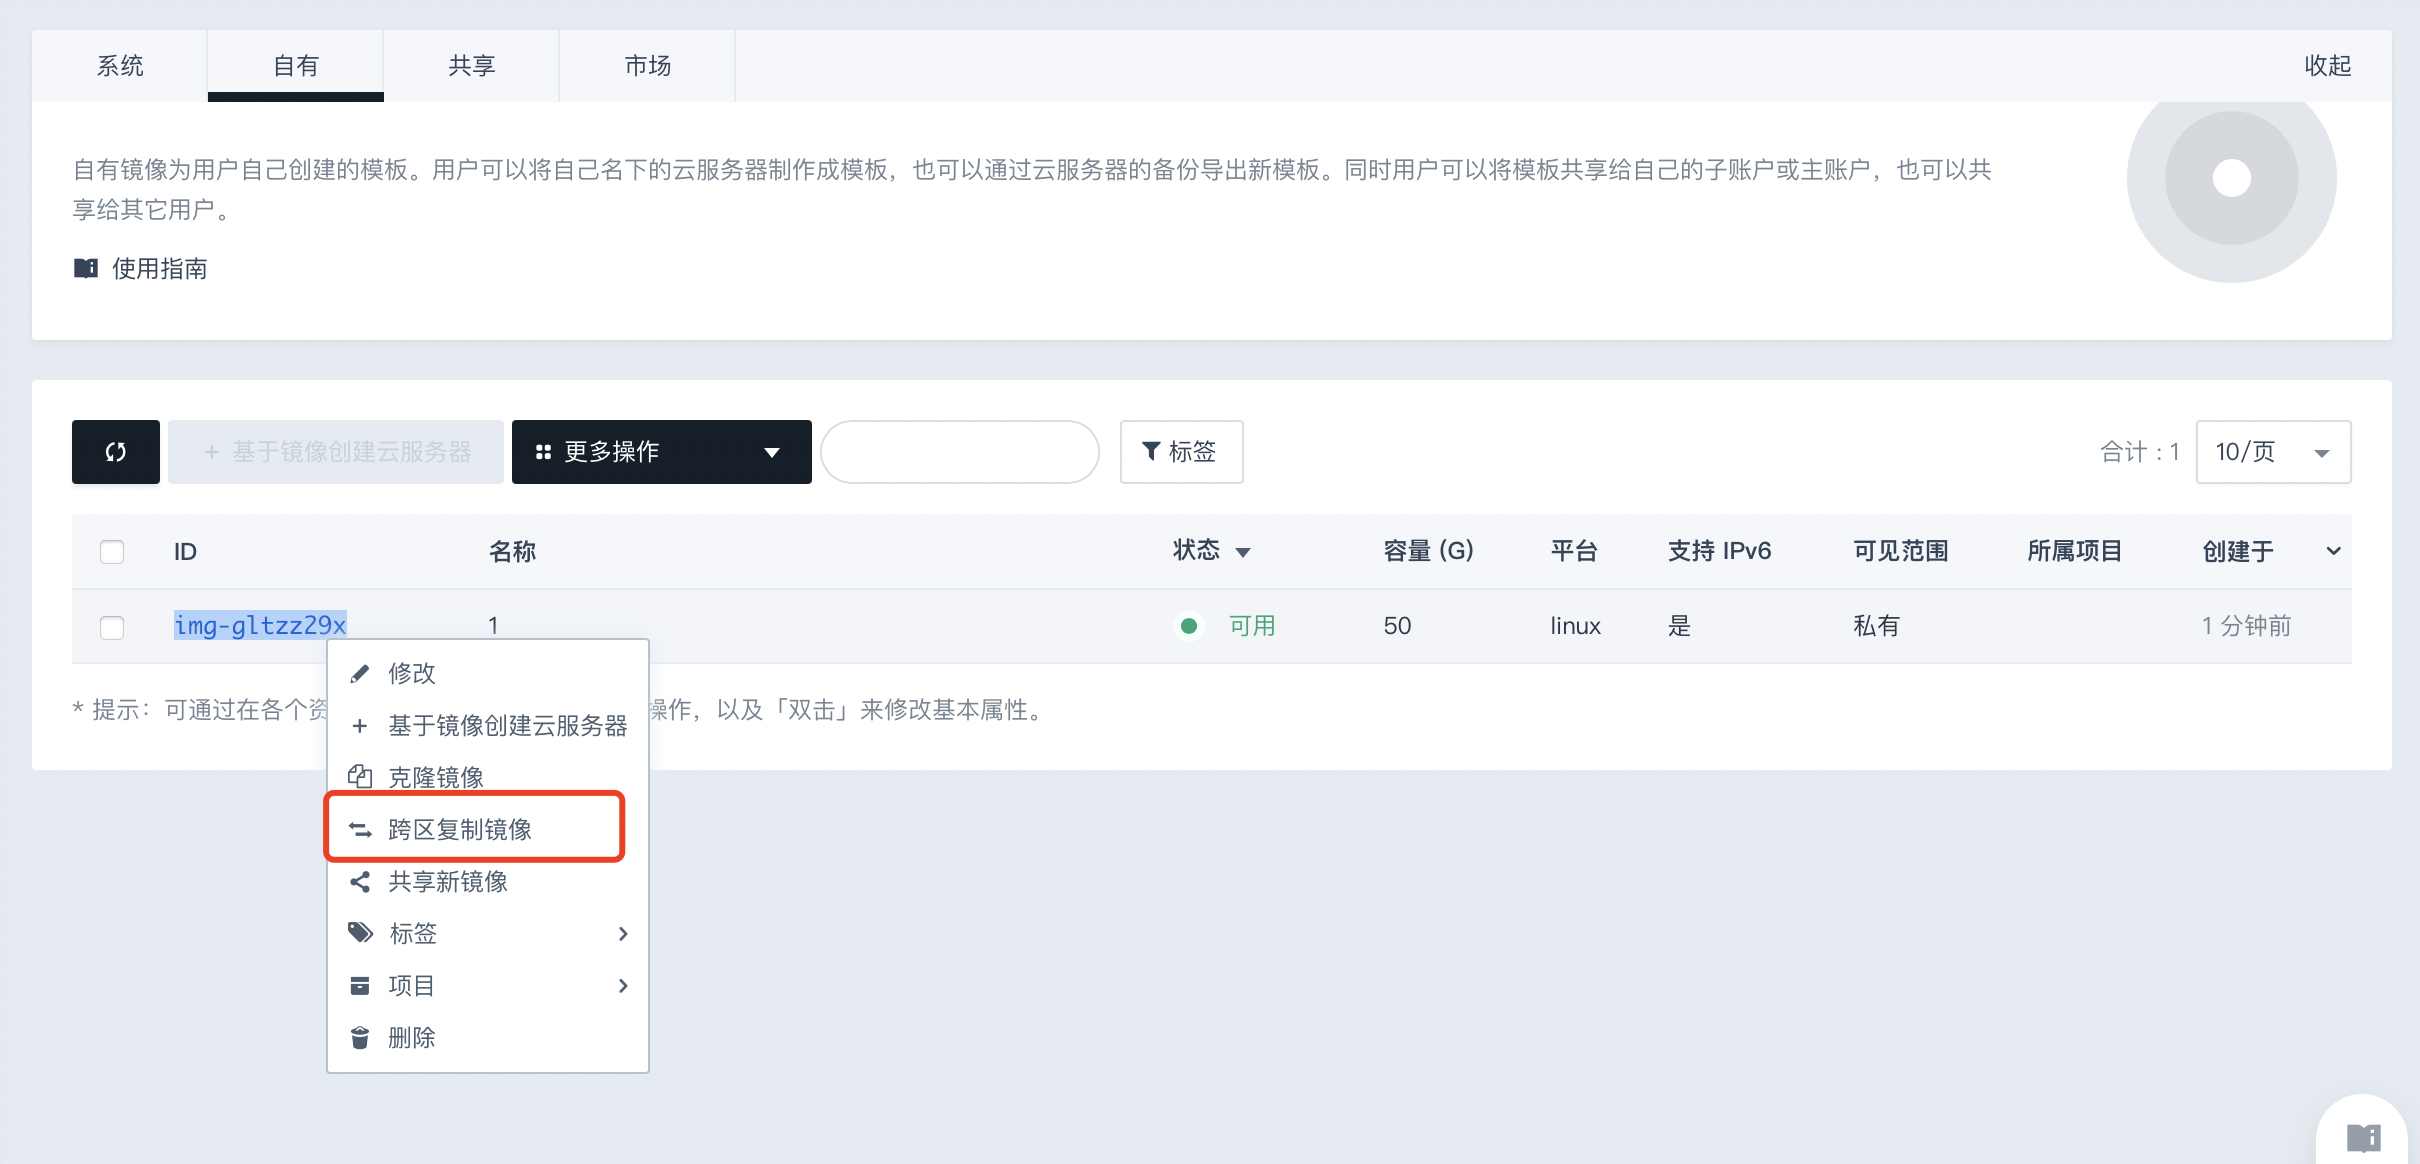 系统 自有 共享 市场 收起
自有镜像为用户自己创建的模板。用户可以将自己名下的云服务器制作成模板，也可以通过云服务器的备份导出新模板。同时用户可以将模板共享给自己的子账户或主账户，也可以共
享给其它用户。
使用指南
+ 基于镜像创建云服务器 更多操作 标签 合计：1 10/页
ID 名称 状态 容量 (G) 平台 支持 IPv6 可见范围 所属项目 创建于
img-gltzz29x 1 可用 50 linux 是 私有 1 分钟前
* 提示：可通过在各个资 操作，以及「双击」来修改基本属性。
修改
+ 基于镜像创建云服务器
克隆镜像
跨区复制镜像
共享新镜像
标签
项目
删除